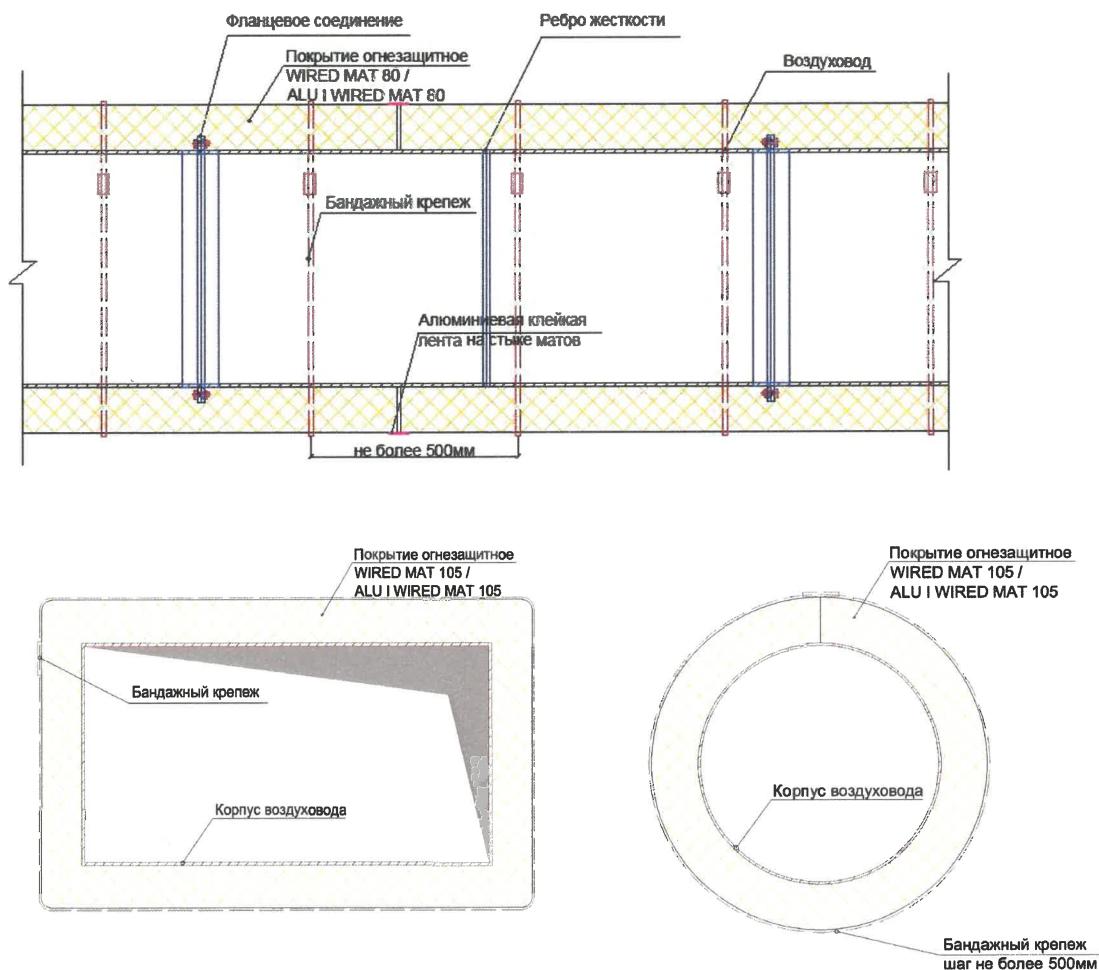 Фланцевое соединение
Ребро жесткости
Покрытие огнезащитное
WIRED MAT 80 /
ALU I WIRED MAT 80
Воздуховод
Бандажный крепеж
Алюминиевая клейкая
лента на стыке матов
не более 500мм
Покрытие огнезащитное
WIRED MAT 105 /
ALU I WIRED MAT 105
Бандажный крепеж
Корпус воздуховода
Покрытие огнезащитное
WIRED MAT 105 /
ALU I WIRED MAT 105
Корпус воздуховода
Бандажный крепеж
шаг не более 500мм